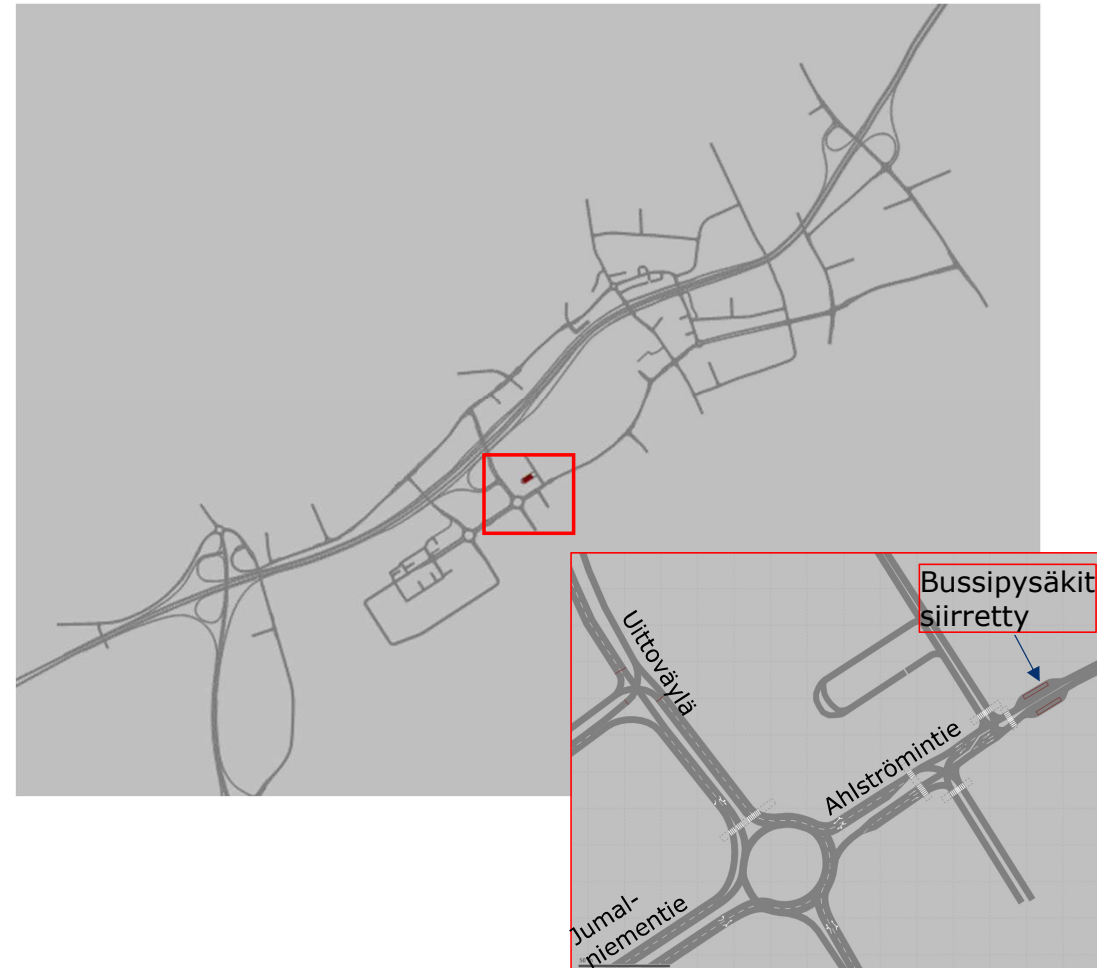 Bussipysäkit
siirretty
Uittoväylä
Ahlströmintie
Jumal-
niementie